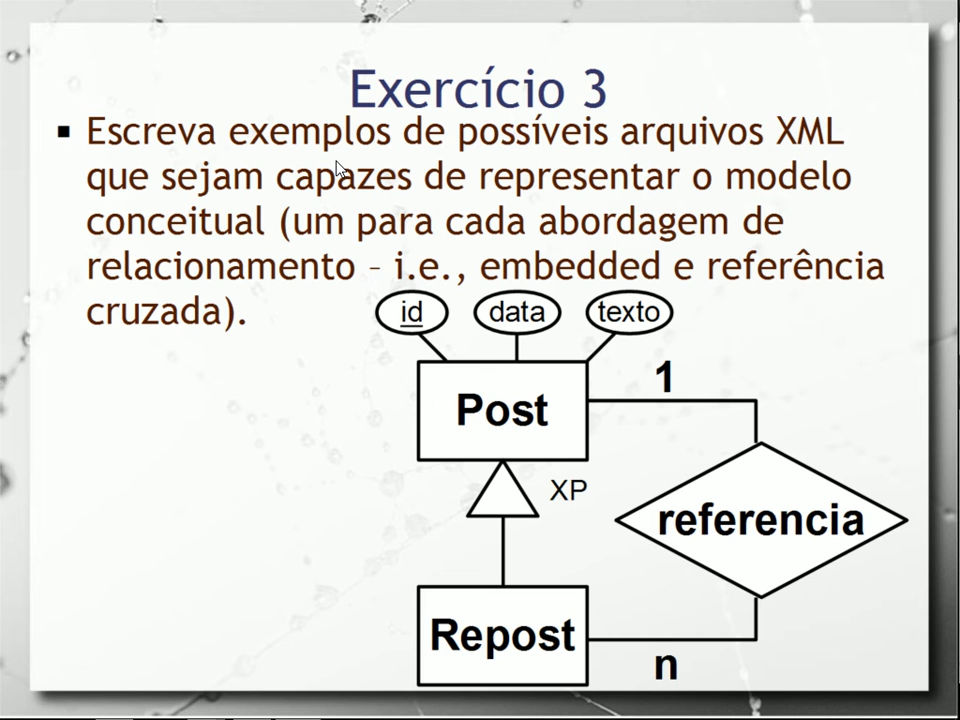 Exercício 3
▪ Escreva exemplos de possíveis arquivos XML
que sejam capazes de representar o modelo
conceitual (um para cada abordagem de
relacionamento – i.e., embedded e referência
cruzada).
id data texto
1
Post
XP
referencia
Repost
n